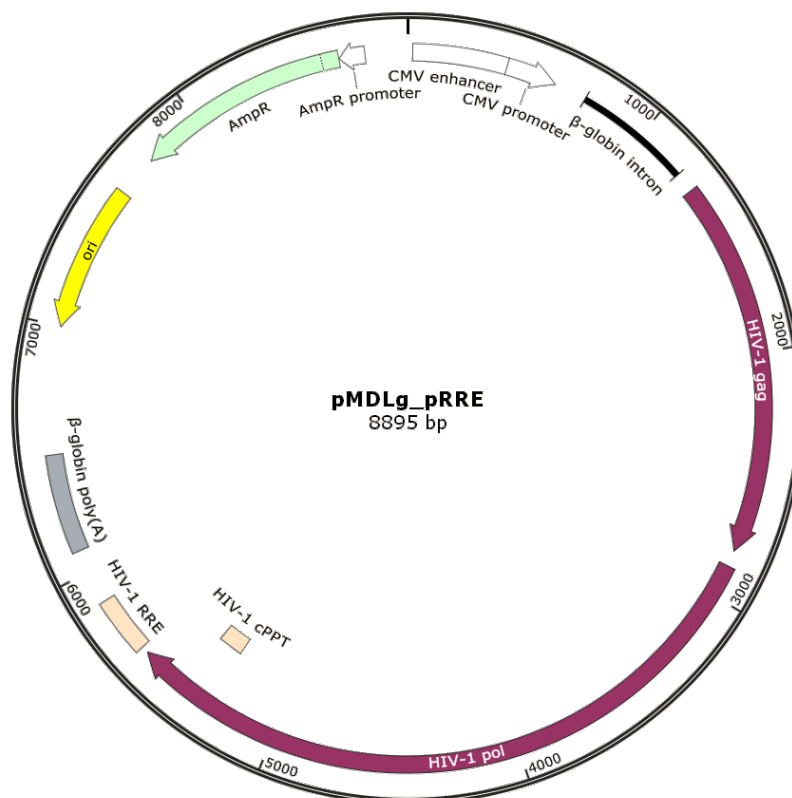 CMV enhancer
CMV promoter
β-globin intron
1000
HIV-1 gag
2000
3000
HIV-1 pol
4000
5000
HIV-1 cPPT
HIV-1 RRE
6000
β-globin poly(A)
7000
ori
8000
AmpR
AmpR promoter
pMDLg_pRRE
8895 bp